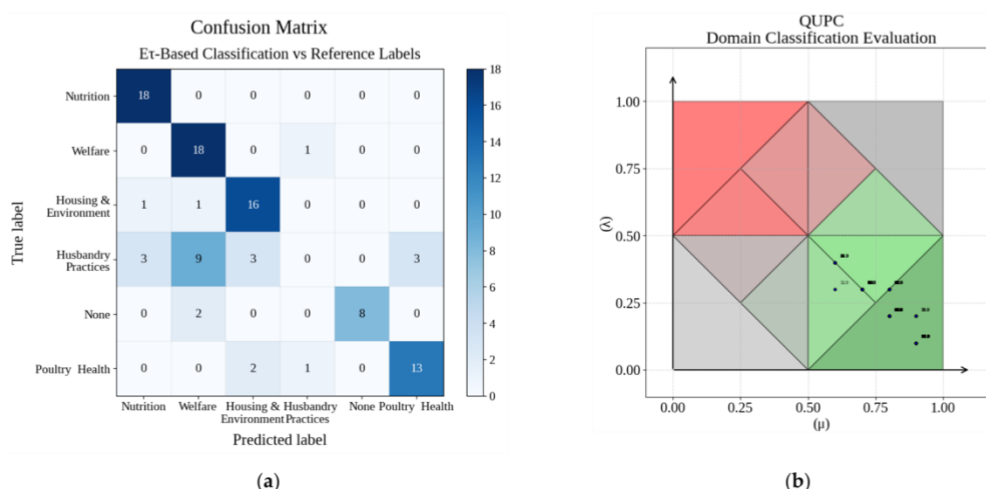 Confusion Matrix
Eτ-Based Classification vs Reference Labels
Nutrition 18 0 0 0 0 0
Welfare 0 18 0 1 0 0
Housing &
Environment 1 1 16 0 0 0
Husbandry
Practices 3 9 3 0 0 3
None 0 2 0 0 8 0
Poultry Health 0 0 2 1 0 13
True label
Nutrition Welfare Housing & Husbandry None Poultry Health
Environment Practices
Predicted label
18
16
14
12
10
8
6
4
2
0
(a)
QUPC
Domain Classification Evaluation
1.00
0.75
0.50
0.25
0.00
(λ)
0.00 0.25 0.50 0.75 1.00
(μ)
(b)